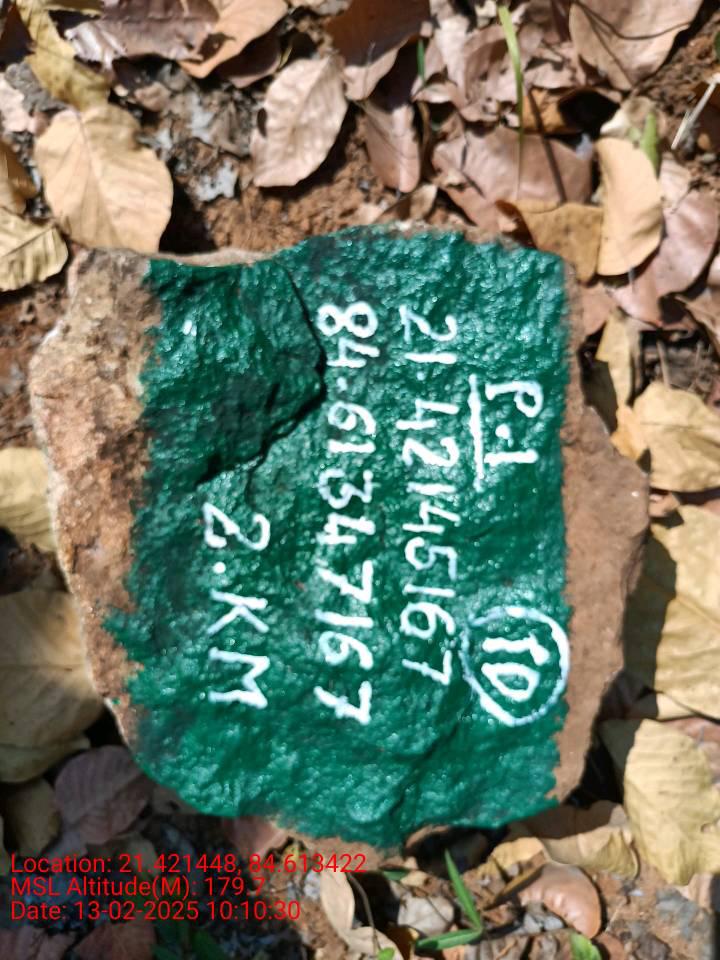 P-1 10
21.42145167
84.61347167
2.KM
Location: 21.421448, 84.613422
MSL Altitude(M): 179.7
Date: 13-02-2025 10:10:30